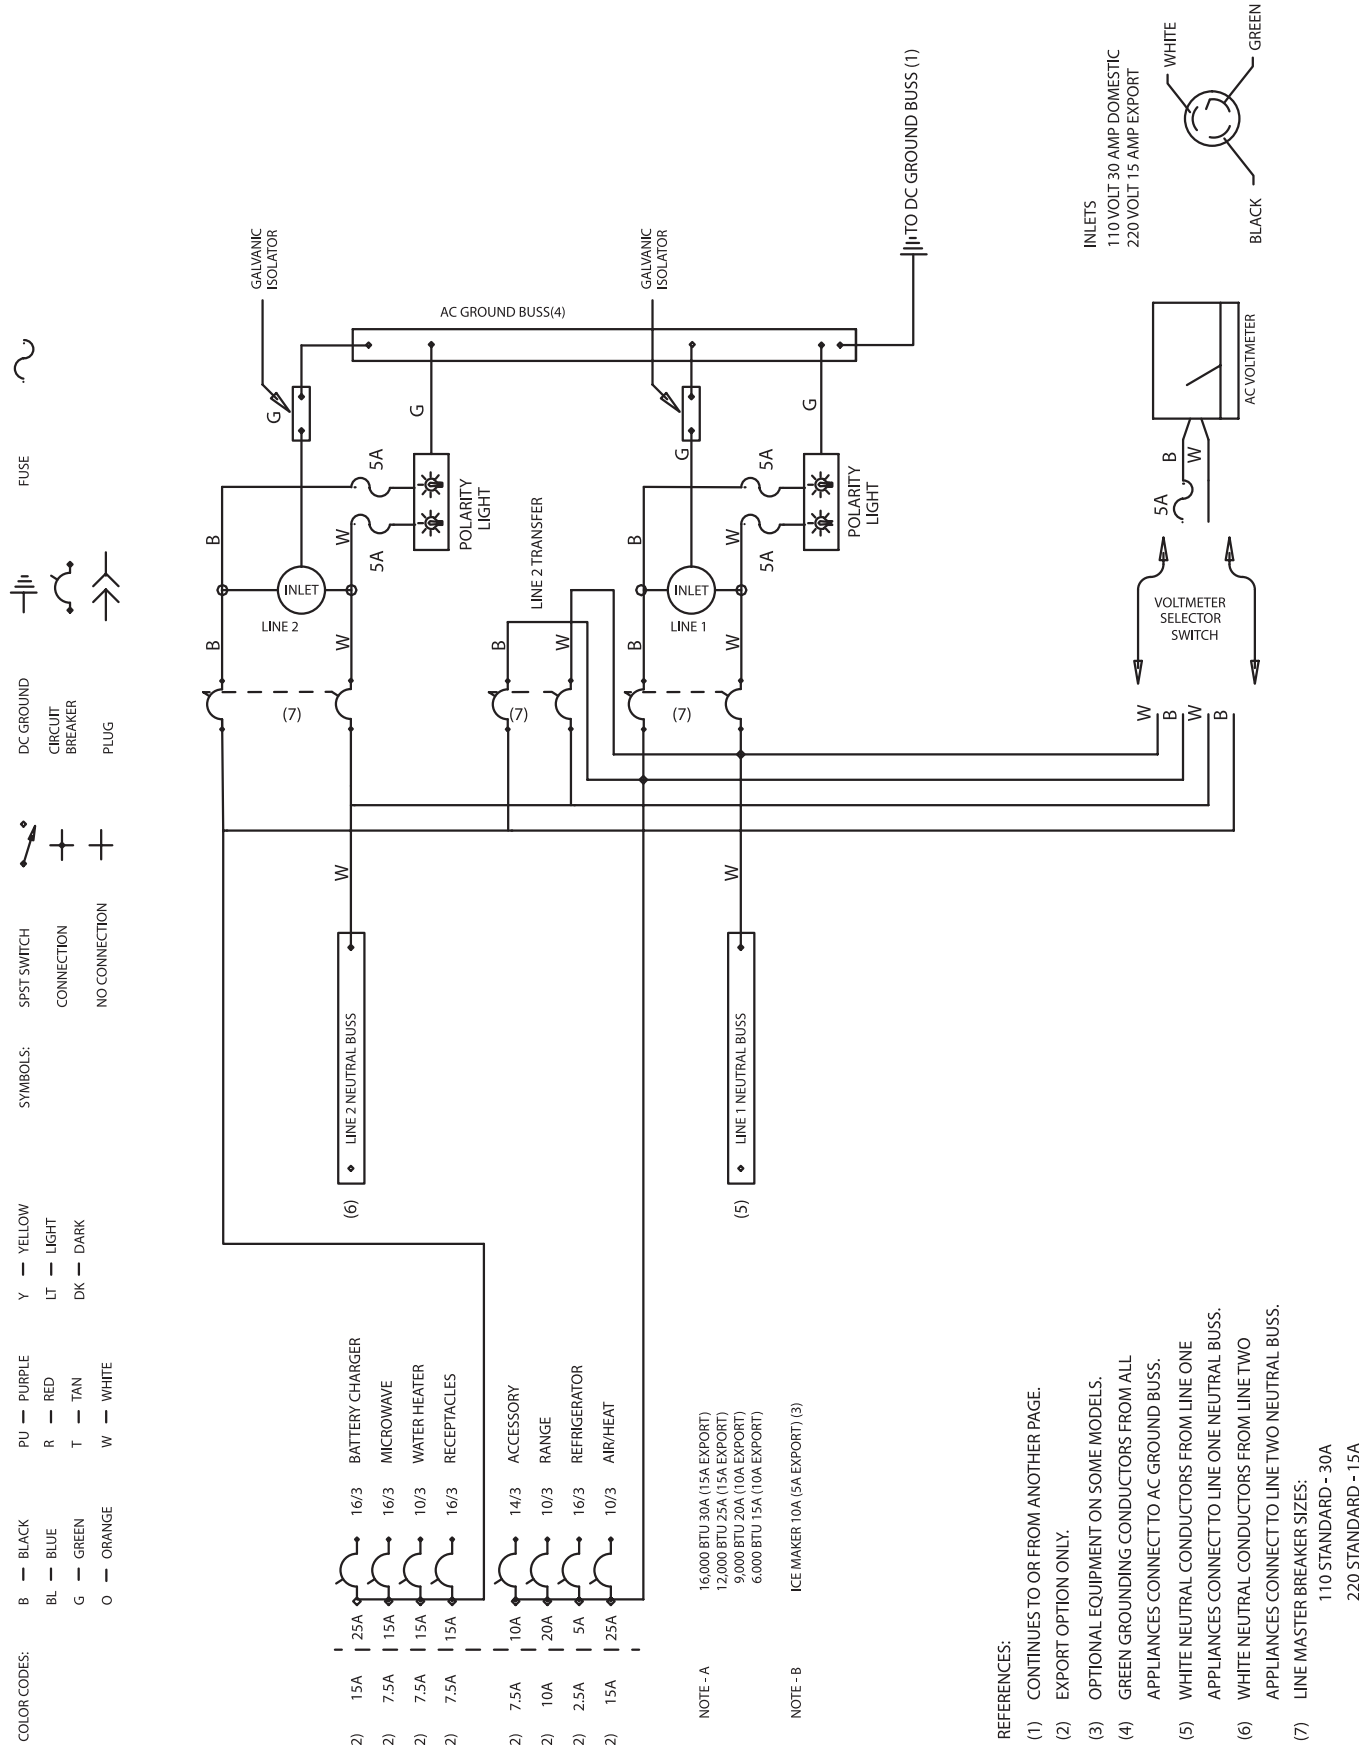 COLOR CODES:
B — BLACK
BL — BLUE
G — GREEN
O — ORANGE
PU — PURPLE
R — RED
T — TAN
W — WHITE
Y — YELLOW
LT — LIGHT
DK — DARK
SYMBOLS:
SPST SWITCH
CONNECTION
NO CONNECTION
DC GROUND
CIRCUIT
BREAKER
PLUG
FUSE
GALVANIC
ISOLATOR
G
AC GROUND BUSS(4)
B
INLET
LINE 2
W
5A
5A
G
POLARITY
LIGHT
B
W
(7)
W
LINE 2 NEUTRAL BUSS
(6)
LINE 2 TRANSFER
B
W
(7)
GALVANIC
ISOLATOR
G
B
INLET
LINE 1
W
5A
5A
G
POLARITY
LIGHT
B
W
(7)
W
LINE 1 NEUTRAL BUSS
(5)
TO DC GROUND BUSS (1)
2) 15A 25A 16/3 BATTERY CHARGER
2) 7.5A 15A 16/3 MICROWAVE
2) 7.5A 15A 10/3 WATER HEATER
2) 7.5A 15A 16/3 RECEPTACLES
2) 7.5A 10A 14/3 ACCESSORY
2) 10A 20A 10/3 RANGE
2) 2.5A 5A 16/3 REFRIGERATOR
2) 15A 25A 10/3 AIR/HEAT
NOTE - A
16,000 BTU 30A (15A EXPORT)
12,000 BTU 25A (15A EXPORT)
9,000 BTU 20A (10A EXPORT)
6,000 BTU 15A (10A EXPORT)
NOTE - B
ICE MAKER 10A (5A EXPORT) (3)
INLETS
110 VOLT 30 AMP DOMESTIC
220 VOLT 15 AMP EXPORT
WHITE
GREEN
BLACK
AC VOLTMETER
B
W
5A
VOLTMETER
SELECTOR
SWITCH
W
B
W
B
REFERENCES:
(1) CONTINUES TO OR FROM ANOTHER PAGE.
(2) EXPORT OPTION ONLY.
(3) OPTIONAL EQUIPMENT ON SOME MODELS.
(4) GREEN GROUNDING CONDUCTORS FROM ALL
APPLIANCES CONNECT TO AC GROUND BUSS.
(5) WHITE NEUTRAL CONDUCTORS FROM LINE ONE
APPLIANCES CONNECT TO LINE ONE NEUTRAL BUSS.
(6) WHITE NEUTRAL CONDUCTORS FROM LINE TWO
APPLIANCES CONNECT TO LINE TWO NEUTRAL BUSS.
(7) LINE MASTER BREAKER SIZES:
110 STANDARD - 30A
220 STANDARD - 15A